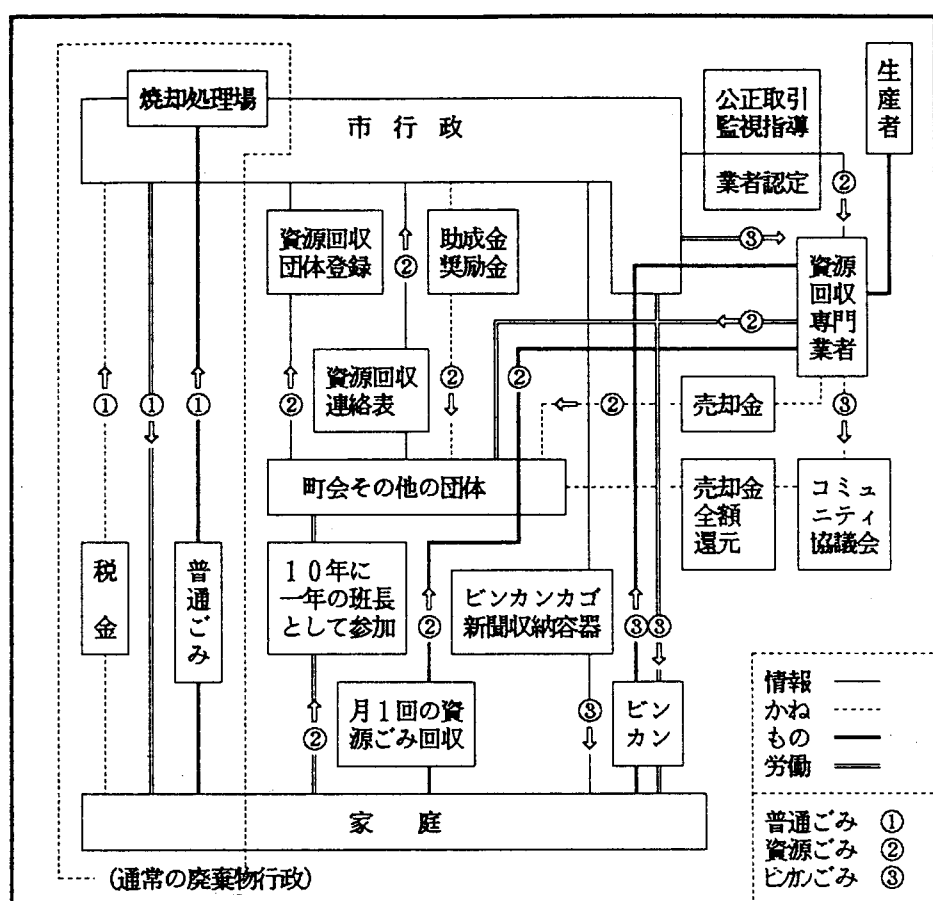 焼却処理場
市行政
公正取引
監視指導
業者認定
生産者
②
③
資源回収
団体登録
②
助成金
奨励金
資源
回収
専門
業者
②
①
①
①
②
資源回収
連絡表
②
②
②
売却金
③
町会その他の団体
売却金
全額
還元
コミュ
ニティ
協議会
税金
普通ごみ
10年に
一年の班長
として参加
②
ビンカンカゴ
新聞収納容器
③
③
②
月1回の資
源ごみ回収
③
ビン
カン
家庭
(通常の廃棄物行政)
情報
かね
もの
労働
普通ごみ ①
資源ごみ ②
ビンカンごみ ③